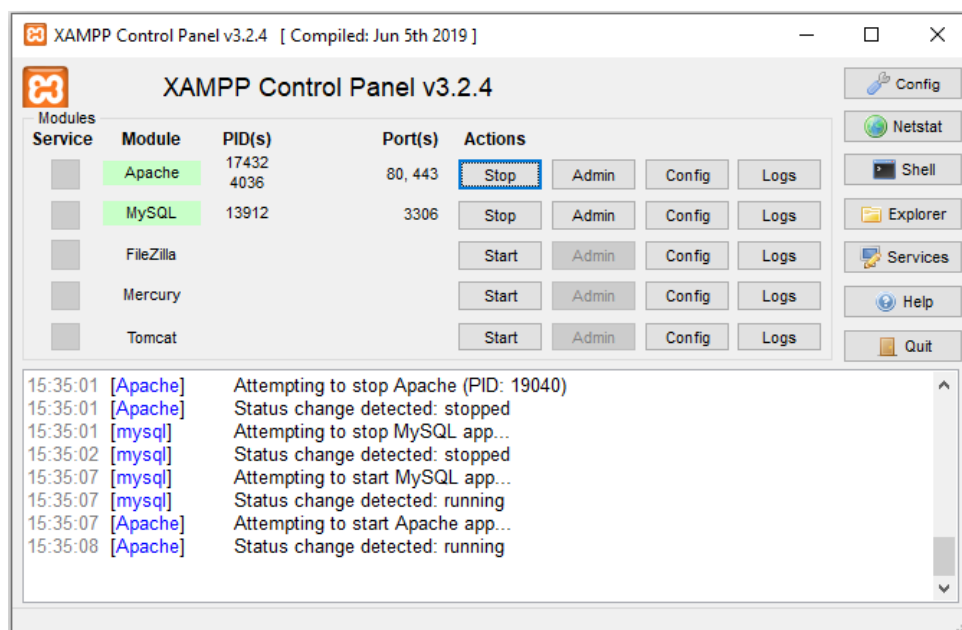 XAMPP Control Panel v3.2.4 [ Compiled: Jun 5th 2019 ]
XAMPP Control Panel v3.2.4
Config
Modules
Service Module PID(s) Port(s) Actions
Netstat
Apache 17432 4036 80, 443 Stop Admin Config Logs
Shell
MySQL 13912 3306 Stop Admin Config Logs
Explorer
FileZilla Start Admin Config Logs
Services
Mercury Start Admin Config Logs
Help
Tomcat Start Admin Config Logs
Quit
15:35:01 [Apache] Attempting to stop Apache (PID: 19040)
15:35:01 [Apache] Status change detected: stopped
15:35:01 [mysql] Attempting to stop MySQL app...
15:35:02 [mysql] Status change detected: stopped
15:35:07 [mysql] Attempting to start MySQL app...
15:35:07 [mysql] Status change detected: running
15:35:07 [Apache] Attempting to start Apache app...
15:35:08 [Apache] Status change detected: running